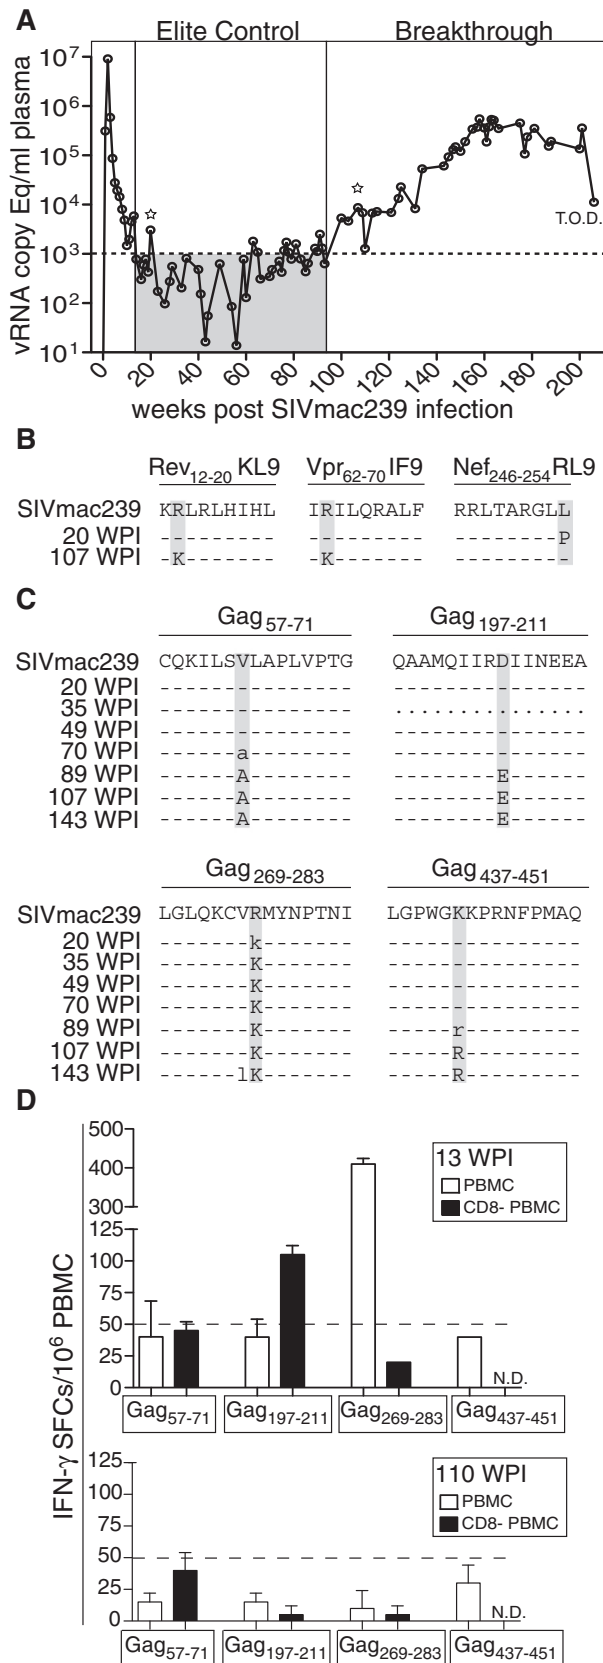 A
Elite Control Breakthrough
vRNA copy Eq/ml plasma
10^7
10^6
10^5
10^4
10^3
10^2
10^1
T.O.D.
0 20 40 60 80 100 120 140 160 180 200
weeks post SIVmac239 infection
B
Rev12-20 KL9 Vpr62-70 IF9 Nef246-254 RL9
SIVmac239 KRLRLHIHL IRILQRALF RRLTARGLL
20 WPI --------- --------- --------P
107 WPI -K------- -K------- ---------
C
Gag57-71 Gag197-211
SIVmac239 CQKILSVLAPLVPTG QAAMQIIRDIINEEA
20 WPI --------------- ---------------
35 WPI --------------- ...............
49 WPI --------------- ---------------
70 WPI ------a-------- ---------------
89 WPI ------A-------- --------E------
107 WPI ------A-------- --------E------
143 WPI ------A-------- --------E------
Gag269-283 Gag437-451
SIVmac239 LGLQKCVRMYNPTNI LGPWGKKPRNFPMAQ
20 WPI -------k------- ---------------
35 WPI -------K------- ---------------
49 WPI -------K------- ---------------
70 WPI -------K------- ---------------
89 WPI -------K------- -----r---------
107 WPI -------K------- -----R---------
143 WPI ------lK------- -----R---------
D
IFN-γ SFCs/10^6 PBMC
500
400
300
125
100
75
50
25
0
13 WPI
PBMC
CD8- PBMC
N.D.
Gag57-71 Gag197-211 Gag269-283 Gag437-451
125
100
75
50
25
0
110 WPI
PBMC
CD8- PBMC
N.D.
Gag57-71 Gag197-211 Gag269-283 Gag437-451